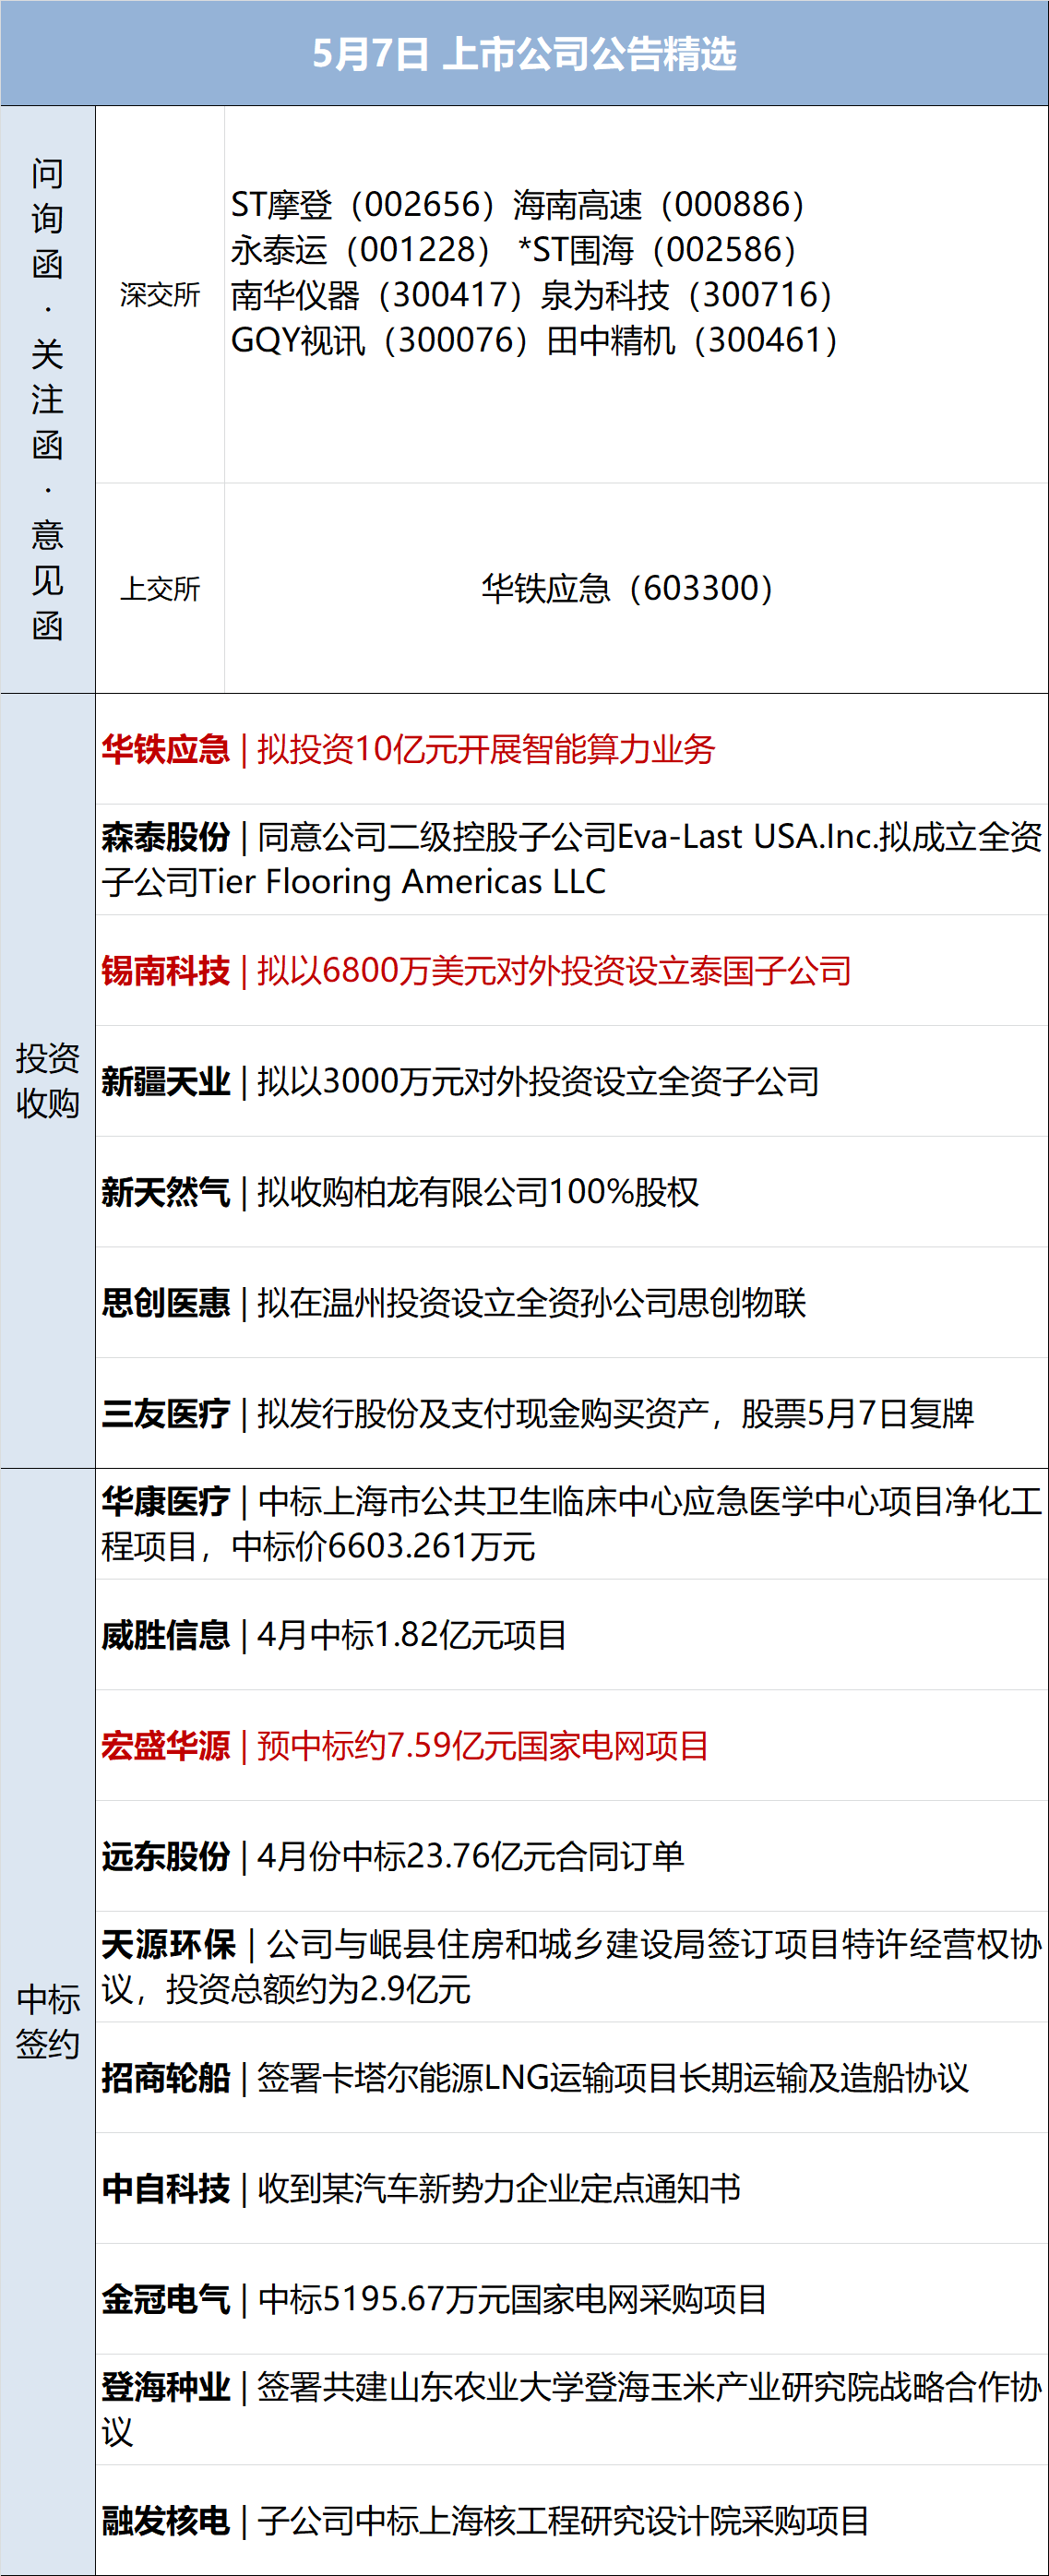 5月7日 上市公司公告精选
问
询
函
·
关
注
函
·
意
见
函
深交所
ST摩登（002656）海南高速（000886）
永泰运（001228） *ST围海（002586）
南华仪器（300417）泉为科技（300716）
GQY视讯（300076）田中精机（300461）
上交所
华铁应急（603300）
投资
收购
华铁应急 | 拟投资10亿元开展智能算力业务
森泰股份 | 同意公司二级控股子公司Eva-Last USA.Inc.拟成立全资
子公司Tier Flooring Americas LLC
锡南科技 | 拟以6800万美元对外投资设立泰国子公司
新疆天业 | 拟以3000万元对外投资设立全资子公司
新天然气 | 拟收购柏龙有限公司100%股权
思创医惠 | 拟在温州投资设立全资孙公司思创物联
三友医疗 | 拟发行股份及支付现金购买资产，股票5月7日复牌
中标
签约
华康医疗 | 中标上海市公共卫生临床中心应急医学中心项目净化工
程项目，中标价6603.261万元
威胜信息 | 4月中标1.82亿元项目
宏盛华源 | 预中标约7.59亿元国家电网项目
远东股份 | 4月份中标23.76亿元合同订单
天源环保 | 公司与岷县住房和城乡建设局签订项目特许经营权协
议，投资总额约为2.9亿元
招商轮船 | 签署卡塔尔能源LNG运输项目长期运输及造船协议
中自科技 | 收到某汽车新势力企业定点通知书
金冠电气 | 中标5195.67万元国家电网采购项目
登海种业 | 签署共建山东农业大学登海玉米产业研究院战略合作协
议
融发核电 | 子公司中标上海核工程研究设计院采购项目